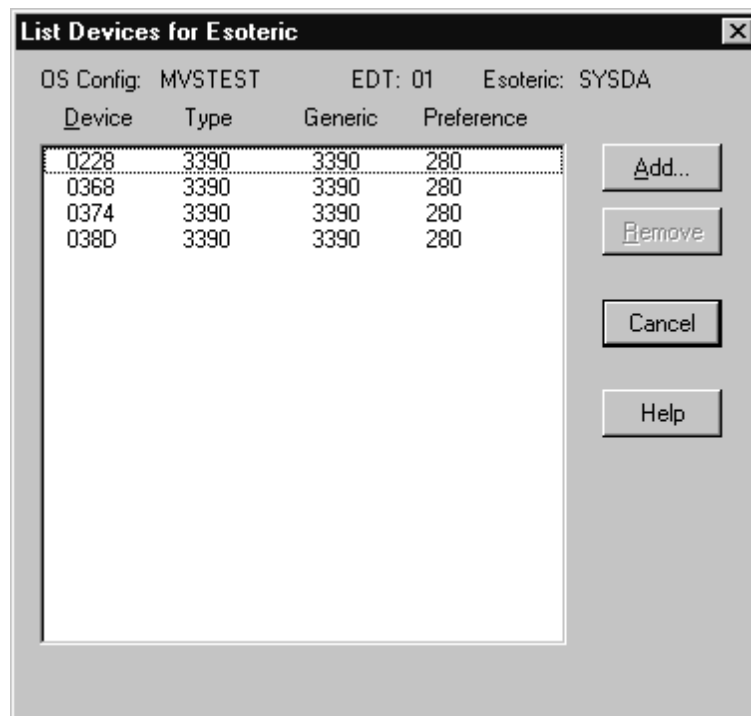 List Devices for Esoteric
OS Config: MVSTEST EDT: 01 Esoteric: SYSDA
Device Type Generic Preference
0228 3390 3390 280
0368 3390 3390 280
0374 3390 3390 280
038D 3390 3390 280
Add...
Remove
Cancel
Help